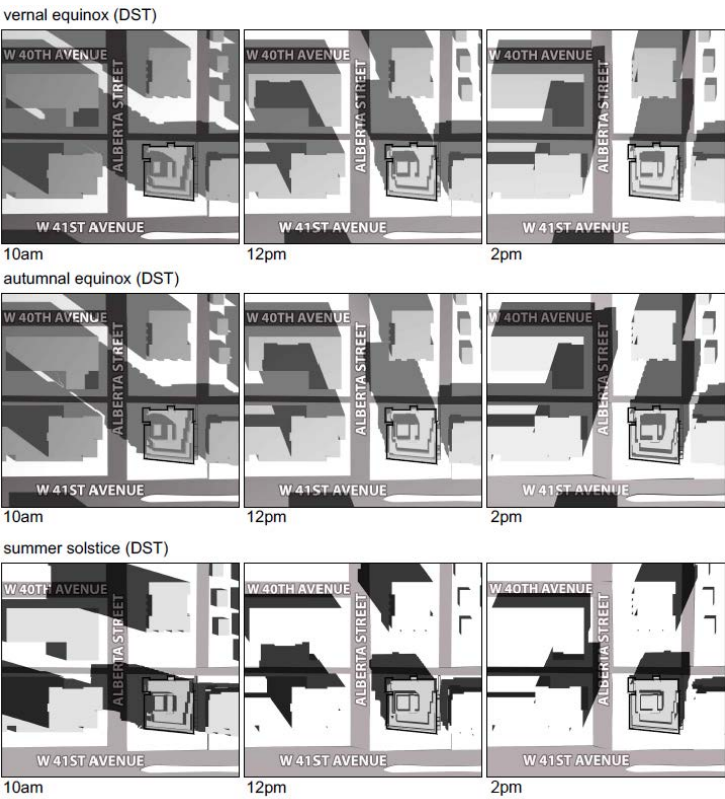 vernal equinox (DST)
W 40TH AVENUE
ALBERTA STREET
W 41ST AVENUE
10am
W 40TH AVENUE
ALBERTA STREET
W 41ST AVENUE
12pm
W 40TH AVENUE
ALBERTA STREET
W 41ST AVENUE
2pm
autumnal equinox (DST)
W 40TH AVENUE
ALBERTA STREET
W 41ST AVENUE
10am
W 40TH AVENUE
ALBERTA STREET
W 41ST AVENUE
12pm
W 40TH AVENUE
ALBERTA STREET
W 41ST AVENUE
2pm
summer solstice (DST)
W 40TH AVENUE
ALBERTA STREET
W 41ST AVENUE
10am
W 40TH AVENUE
ALBERTA STREET
W 41ST AVENUE
12pm
W 40TH AVENUE
ALBERTA STREET
W 41ST AVENUE
2pm